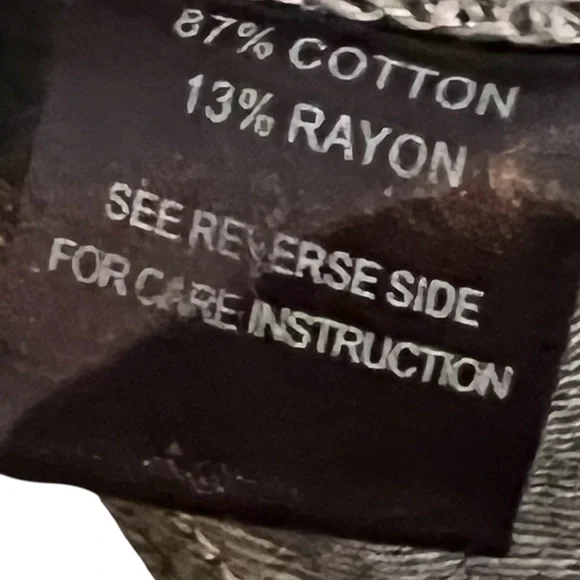 87% COTTON
13% RAYON
SEE REVERSE SIDE
FOR CARE INSTRUCTION